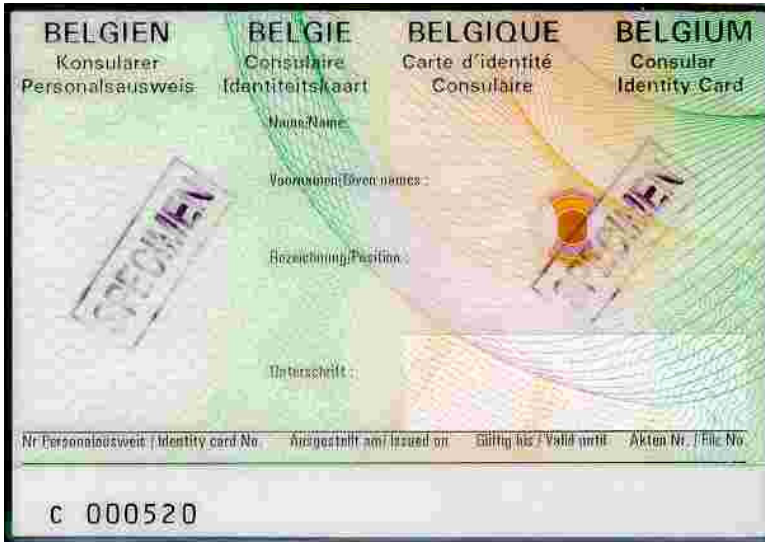 BELGIEN BELGIE BELGIQUE BELGIUM
Konsularer Consulaire Carte d´identité Consular
Personalsausweis Identiteitskaart Consulaire Identity Card
Name/Name:
Voornamen/Given names :
SPECIMEN SPECIMEN
Bezeichnung/Position :
Unterschrift :
Nr Personalausweis / Identity card No. Ausgestellt am/ Issued on Gültig bis / Valid until Akten Nr. / File No.
C 000520